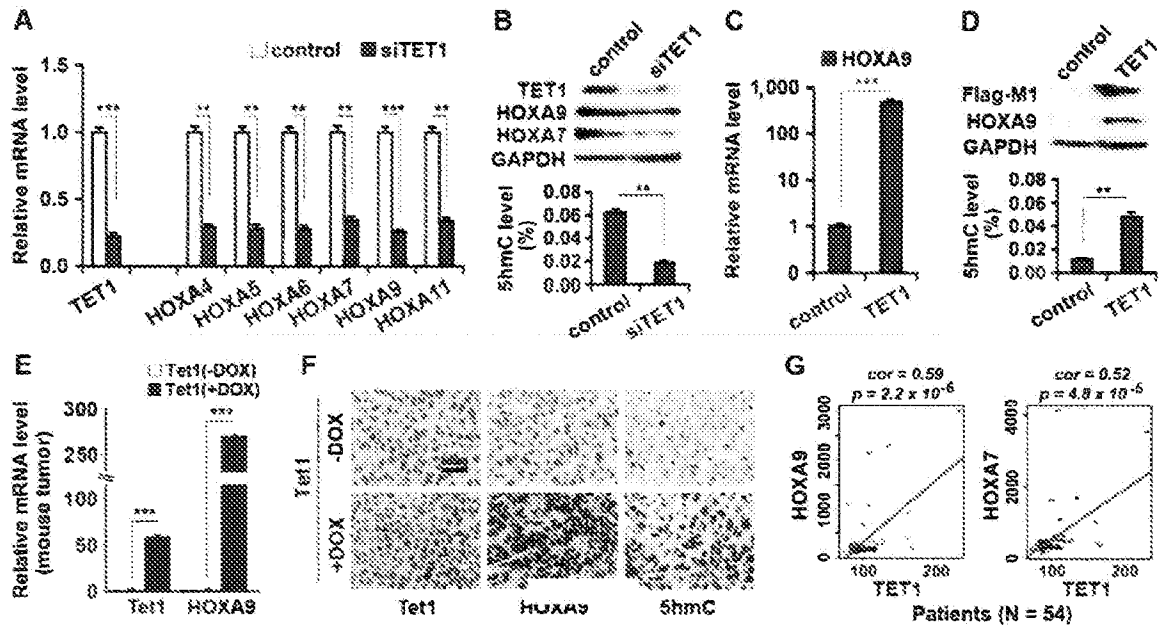 A
control siTET1
Relative mRNA level
1.0
0.5
0.0
*** ** ** ** ** *** **
TET1 HOXA4 HOXA5 HOXA6 HOXA7 HOXA9 HOXA11
B
control siTET1
TET1
HOXA9
HOXA7
GAPDH
5hmC level (%)
0.08
0.06
0.04
0.02
0.00
**
control siTET1
C
HOXA9
Relative mRNA level
1,000
100
10
1
0
***
control TET1
D
control TET1
Flag-M1
HOXA9
GAPDH
5hmC level (%)
0.08
0.06
0.04
0.02
0.00
**
control TET1
E
Tet1(-DOX)
Tet1(+DOX)
Relative mRNA level
(mouse tumor)
300
250
100
50
0
*** ***
Tet1 HOXA9
F
Tet1
-DOX
+DOX
Tet1 HOXA9 5hmC
G
cor = 0.59
p = 2.2 x 10-6
HOXA9
3000
2000
1000
0
100 200
TET1
cor = 0.52
p = 4.8 x 10-5
HOXA7
4000
2000
0
100 200
TET1
Patients (N = 54)